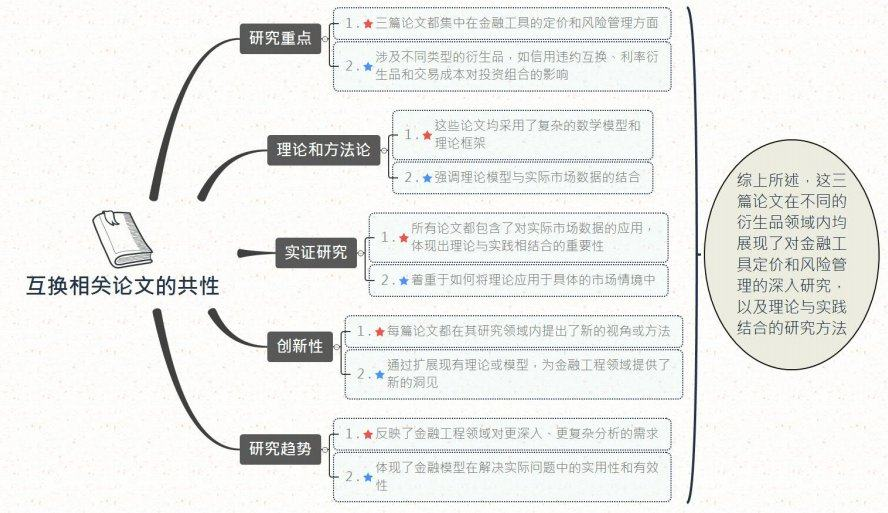 研究重点
1. 三篇论文都集中在金融工具的定价和风险管理方面
2. 涉及不同类型的衍生品，如信用违约互换、利率衍
生品和交易成本对投资组合的影响
理论和方法论
1. 这些论文均采用了复杂的数学模型和
理论框架
2. 强调理论模型与实际市场数据的结合
互换相关论文的共性
实证研究
1. 所有论文都包含了对实际市场数据的应用，
体现出理论与实践相结合的重要性
2. 着重于如何将理论应用于具体的市场情境中
创新性
1. 每篇论文都在其研究领域内提出了新的视角或方法
2. 通过扩展现有理论或模型，为金融工程领域提供了
新的洞见
研究趋势
1. 反映了金融工程领域对更深入、更复杂分析的需求
2. 体现了金融模型在解决实际问题中的实用性和有效
性
综上所述，这三
篇论文在不同的
衍生品领域内均
展现了对金融工
具定价和风险管
理的深入研究，
以及理论与实践
结合的研究方法